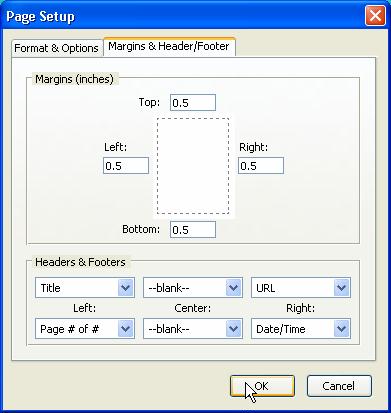 Page Setup
Format & Options
Margins & Header/Footer
Margins (inches)
Top: 0.5
Left: Right:
0.5 0.5
Bottom: 0.5
Headers & Footers
Title --blank-- URL
Left: Center: Right:
Page # of # --blank-- Date/Time
OK Cancel